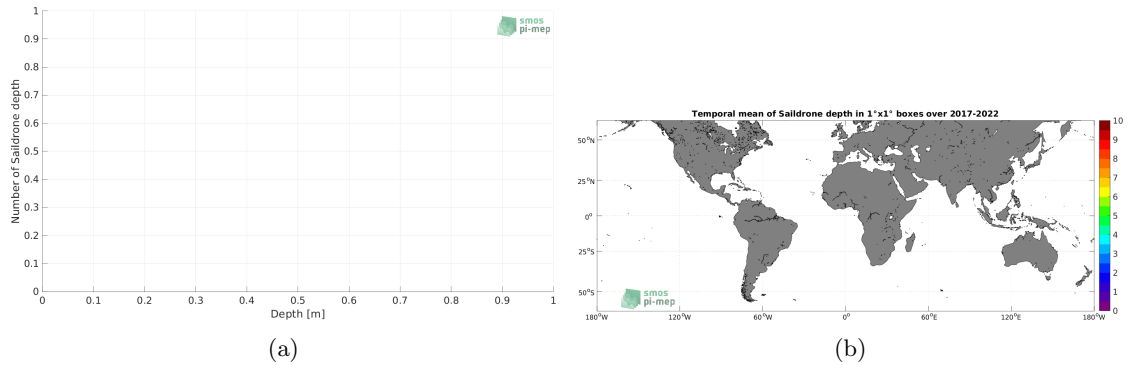 1
0.9
0.8
0.7
0.6
0.5
0.4
0.3
0.2
0.1
0
Number of Saildrone depth
0 0.1 0.2 0.3 0.4 0.5 0.6 0.7 0.8 0.9 1
Depth [m]
smos
pi-mep
(a)
Temporal mean of Saildrone depth in 1°x1° boxes over 2017-2022
50°N
25°N
0°
25°S
50°S
180°W 120°W 60°W 0° 60°E 120°E 180°W
smos
pi-mep
10
9
8
7
6
5
4
3
2
1
0
(b)